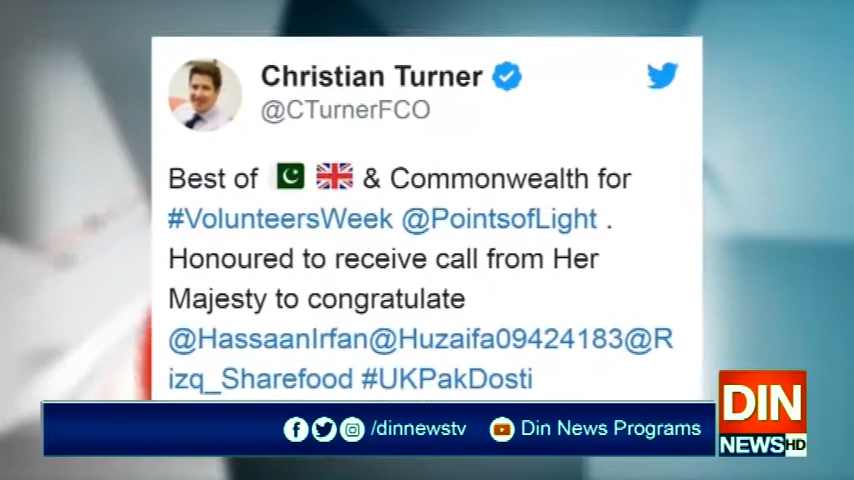 Christian Turner
@CTurnerFCO
Best of 🇵🇰 🇬🇧 & Commonwealth for
#VolunteersWeek @PointsofLight .
Honoured to receive call from Her
Majesty to congratulate
@HassaanIrfan@Huzaifa09424183@R
izq_Sharefood #UKPakDosti
/dinnewstv Din News Programs
DIN
NEWS HD